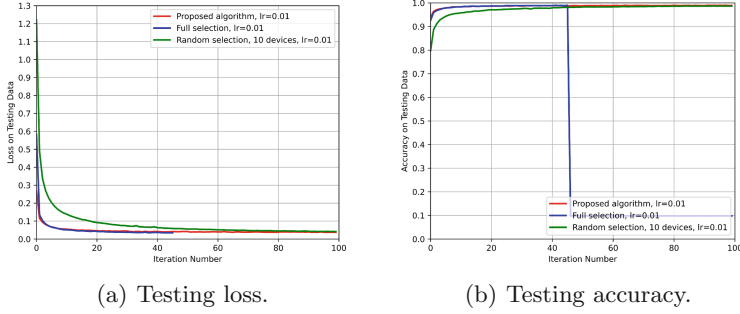 1.3
1.2
1.1
1.0
0.9
0.8
0.7
0.6
0.5
0.4
0.3
0.2
0.1
0.0
Loss on Testing Data
Proposed algorithm, lr=0.01
Full selection, lr=0.01
Random selection, 10 devices, lr=0.01
0 20 40 60 80 100
Iteration Number
(a) Testing loss.
1.0
0.9
0.8
0.7
0.6
0.5
0.4
0.3
0.2
0.1
0.0
Accuracy on Testing Data
Proposed algorithm, lr=0.01
Full selection, lr=0.01
Random selection, 10 devices, lr=0.01
0 20 40 60 80 100
Iteration Number
(b) Testing accuracy.